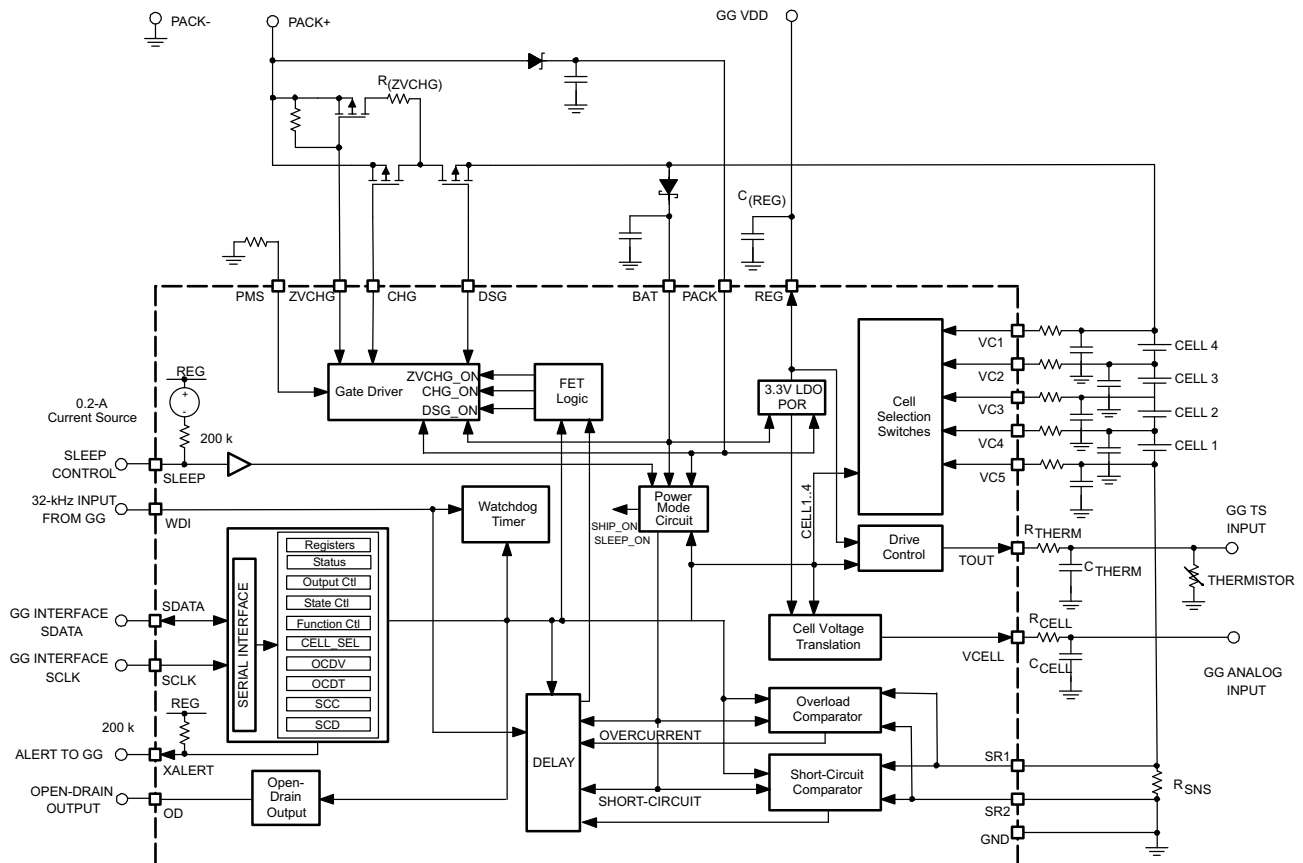 PACK-
PACK+
GG VDD
R(ZVCHG)
C(REG)
PMS
ZVCHG
CHG
DSG
BAT
PACK
REG
REG
+
-
0.2-A
Current Source
200 k
Gate Driver
ZVCHG_ON
CHG_ON
DSG_ON
FET
Logic
3.3V LDO
POR
Cell
Selection
Switches
VC1
VC2
VC3
VC4
VC5
CELL 4
CELL 3
CELL 2
CELL 1
SLEEP
CONTROL
SLEEP
32-kHz INPUT
FROM GG
WDI
Watchdog
Timer
Power
Mode
Circuit
SHIP_ON
SLEEP_ON
CELL1..4
Drive
Control
TOUT
RTHERM
CTHERM
GG TS
INPUT
THERMISTOR
SERIAL INTERFACE
Registers
Status
Output Ctl
State Ctl
Function Ctl
CELL_SEL
OCDV
OCDT
SCC
SCD
GG INTERFACE
SDATA
SDATA
GG INTERFACE
SCLK
SCLK
Cell Voltage
Translation
VCELL
RCELL
CCELL
GG ANALOG
INPUT
REG
200 k
ALERT TO GG
XALERT
DELAY
OVERCURRENT
Overload
Comparator
SHORT-CIRCUIT
Short-Circuit
Comparator
SR1
SR2
RSNS
GND
OPEN-DRAIN
OUTPUT
OD
Open-
Drain
Output